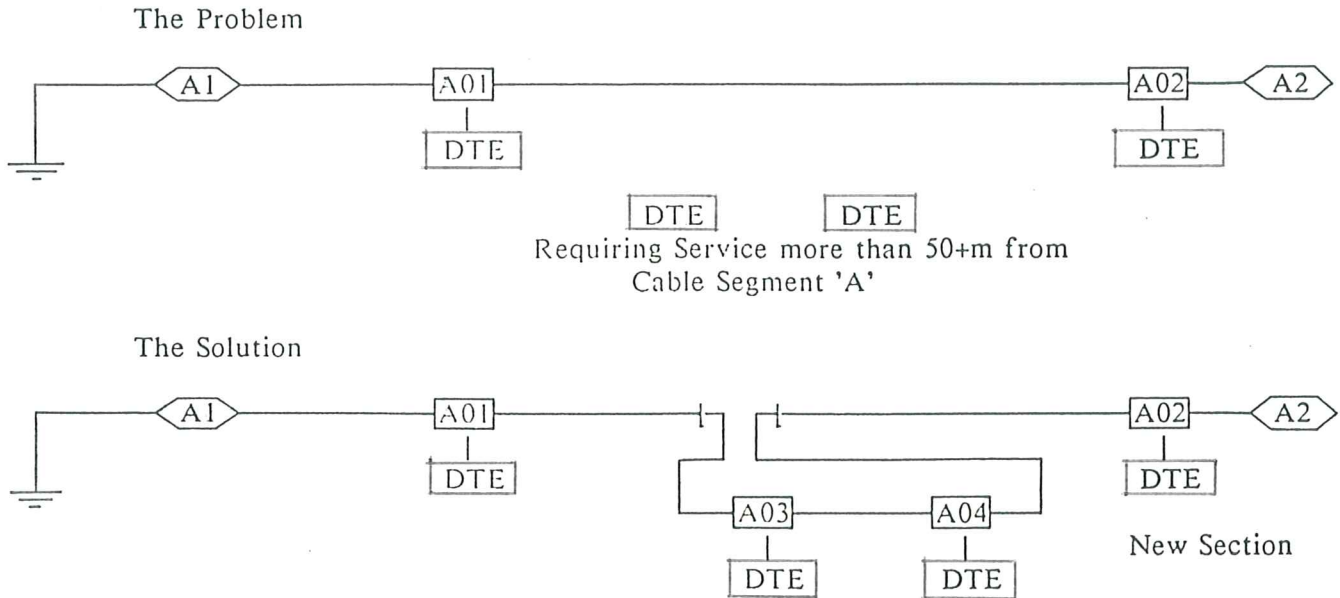 The Problem
A1 A01 A02 A2
DTE DTE
DTE DTE
Requiring Service more than 50+m from
Cable Segment 'A'
The Solution
A1 A01 A02 A2
DTE DTE
A03 A04
New Section
DTE DTE